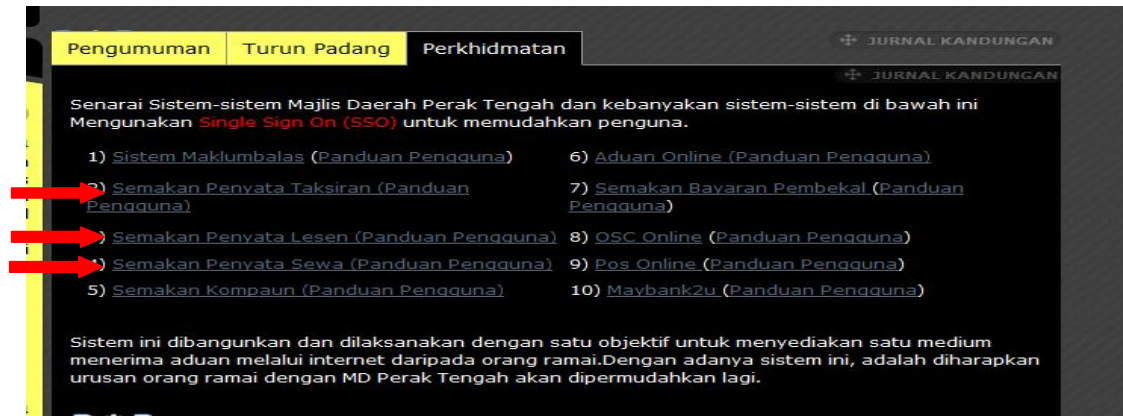 Pengumuman Turun Padang Perkhidmatan
JURNAL KANDUNGAN
JURNAL KANDUNGAN
Senarai Sistem-sistem Majlis Daerah Perak Tengah dan kebanyakan sistem-sistem di bawah ini
Mengunakan Single Sign On (SSO) untuk memudahkan penguna.
1) Sistem Maklumbalas (Panduan Pengguna)
) Semakan Penyata Taksiran (Panduan
Pengguna)
) Semakan Penyata Lesen (Panduan Pengguna)
4) Semakan Penyata Sewa (Panduan Pengguna)
5) Semakan Kompaun (Panduan Pengguna)
6) Aduan Online (Panduan Pengguna)
7) Semakan Bayaran Pembekal (Panduan
Pengguna)
8) OSC Online (Panduan Pengguna)
9) Pos Online (Panduan Pengguna)
10) Maybank2u (Panduan Pengguna)
Sistem ini dibangunkan dan dilaksanakan dengan satu objektif untuk menyediakan satu medium
menerima aduan melalui internet daripada orang ramai.Dengan adanya sistem ini, adalah diharapkan
urusan orang ramai dengan MD Perak Tengah akan dipermudahkan lagi.